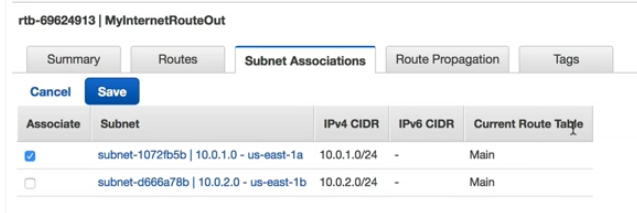 rtb-69624913 | MyInternetRouteOut
Summary Routes Subnet Associations Route Propagation Tags
Cancel Save
Associate Subnet IPv4 CIDR IPv6 CIDR Current Route Table
subnet-1072fb5b | 10.0.1.0 - us-east-1a 10.0.1.0/24 - Main
subnet-d666a78b | 10.0.2.0 - us-east-1b 10.0.2.0/24 - Main